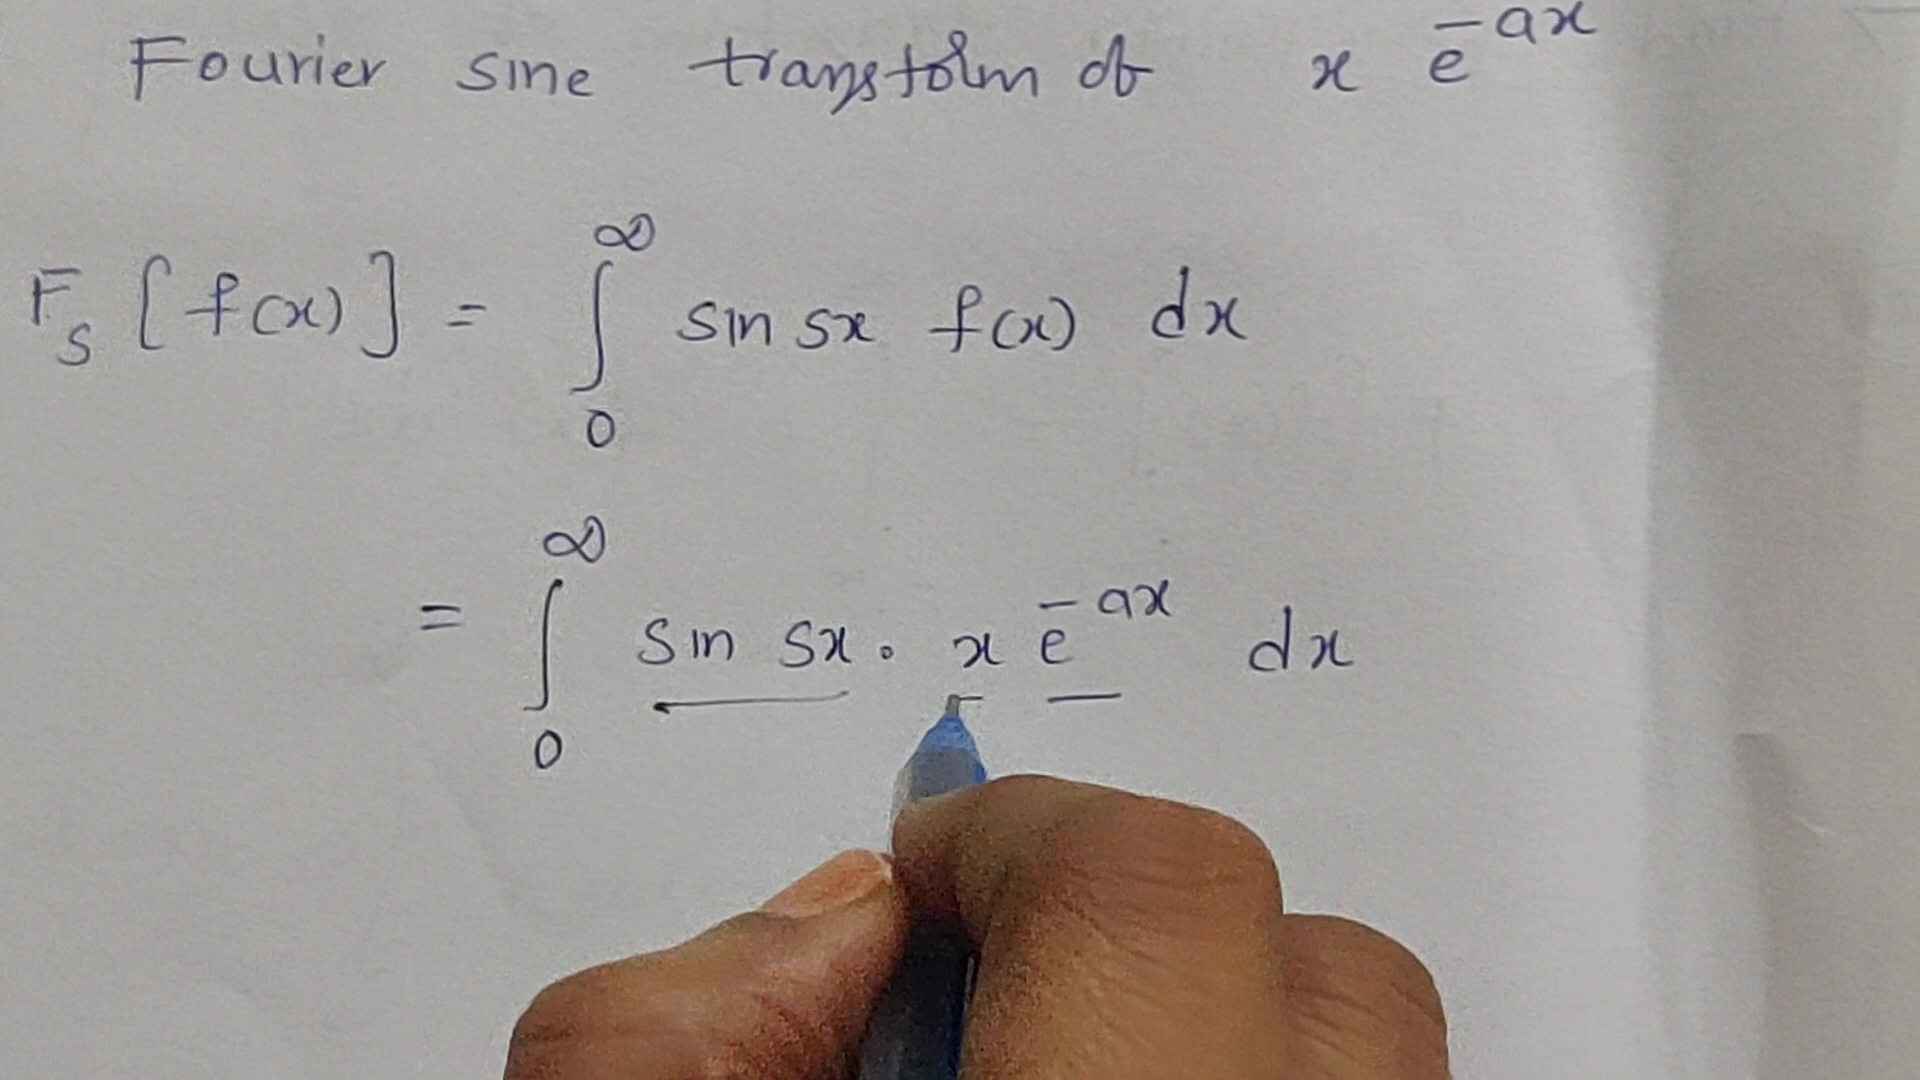 Fourier sine transform of x e^{-ax}
F_s [f(x)] = ∫_0^∞ sin sx f(x) dx
= ∫_0^∞ sin sx . x e^{-ax} dx